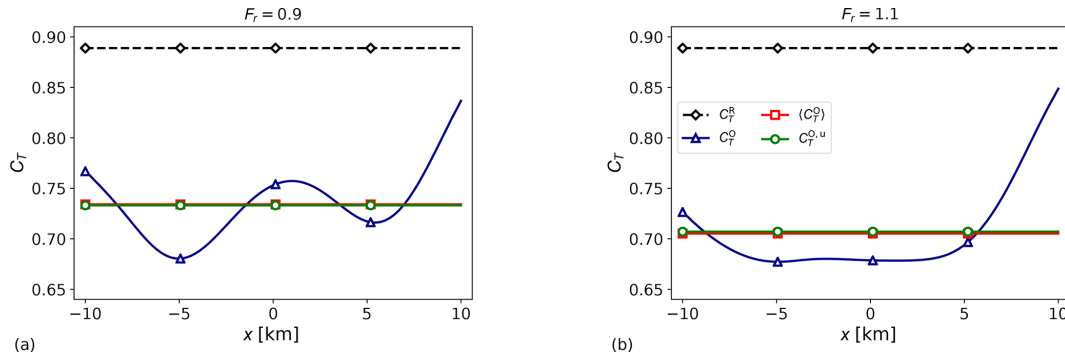 F_r = 0.9
C_T
0.90
0.85
0.80
0.75
0.70
0.65
−10
−5
0
5
10
x [km]
(a)
F_r = 1.1
C_T
0.90
0.85
0.80
0.75
0.70
0.65
C_T^R
C_T^O
⟨C_T^O⟩
C_T^{O, u}
−10
−5
0
5
10
x [km]
(b)